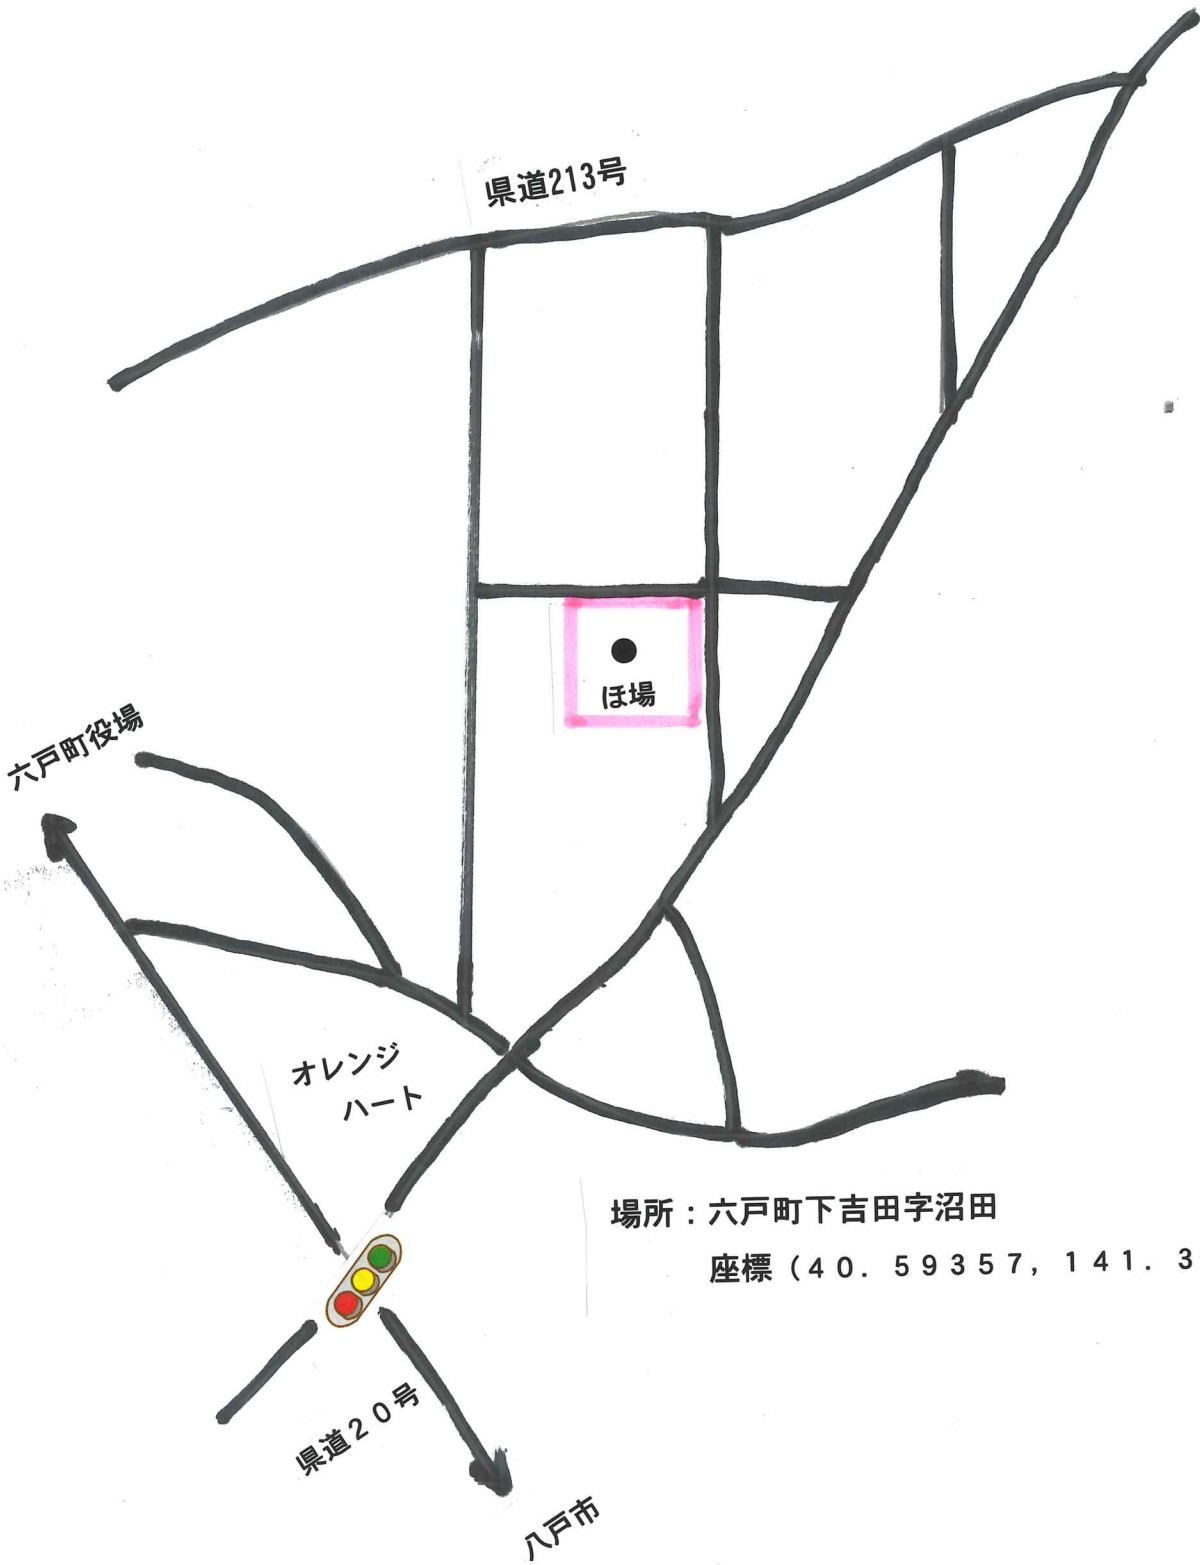 県道213号
ほ場
六戸町役場
オレンジ
ハート
場所：六戸町下吉田字沼田
座標（４０．５９３５７，１４１．３
県道２０号
八戸市